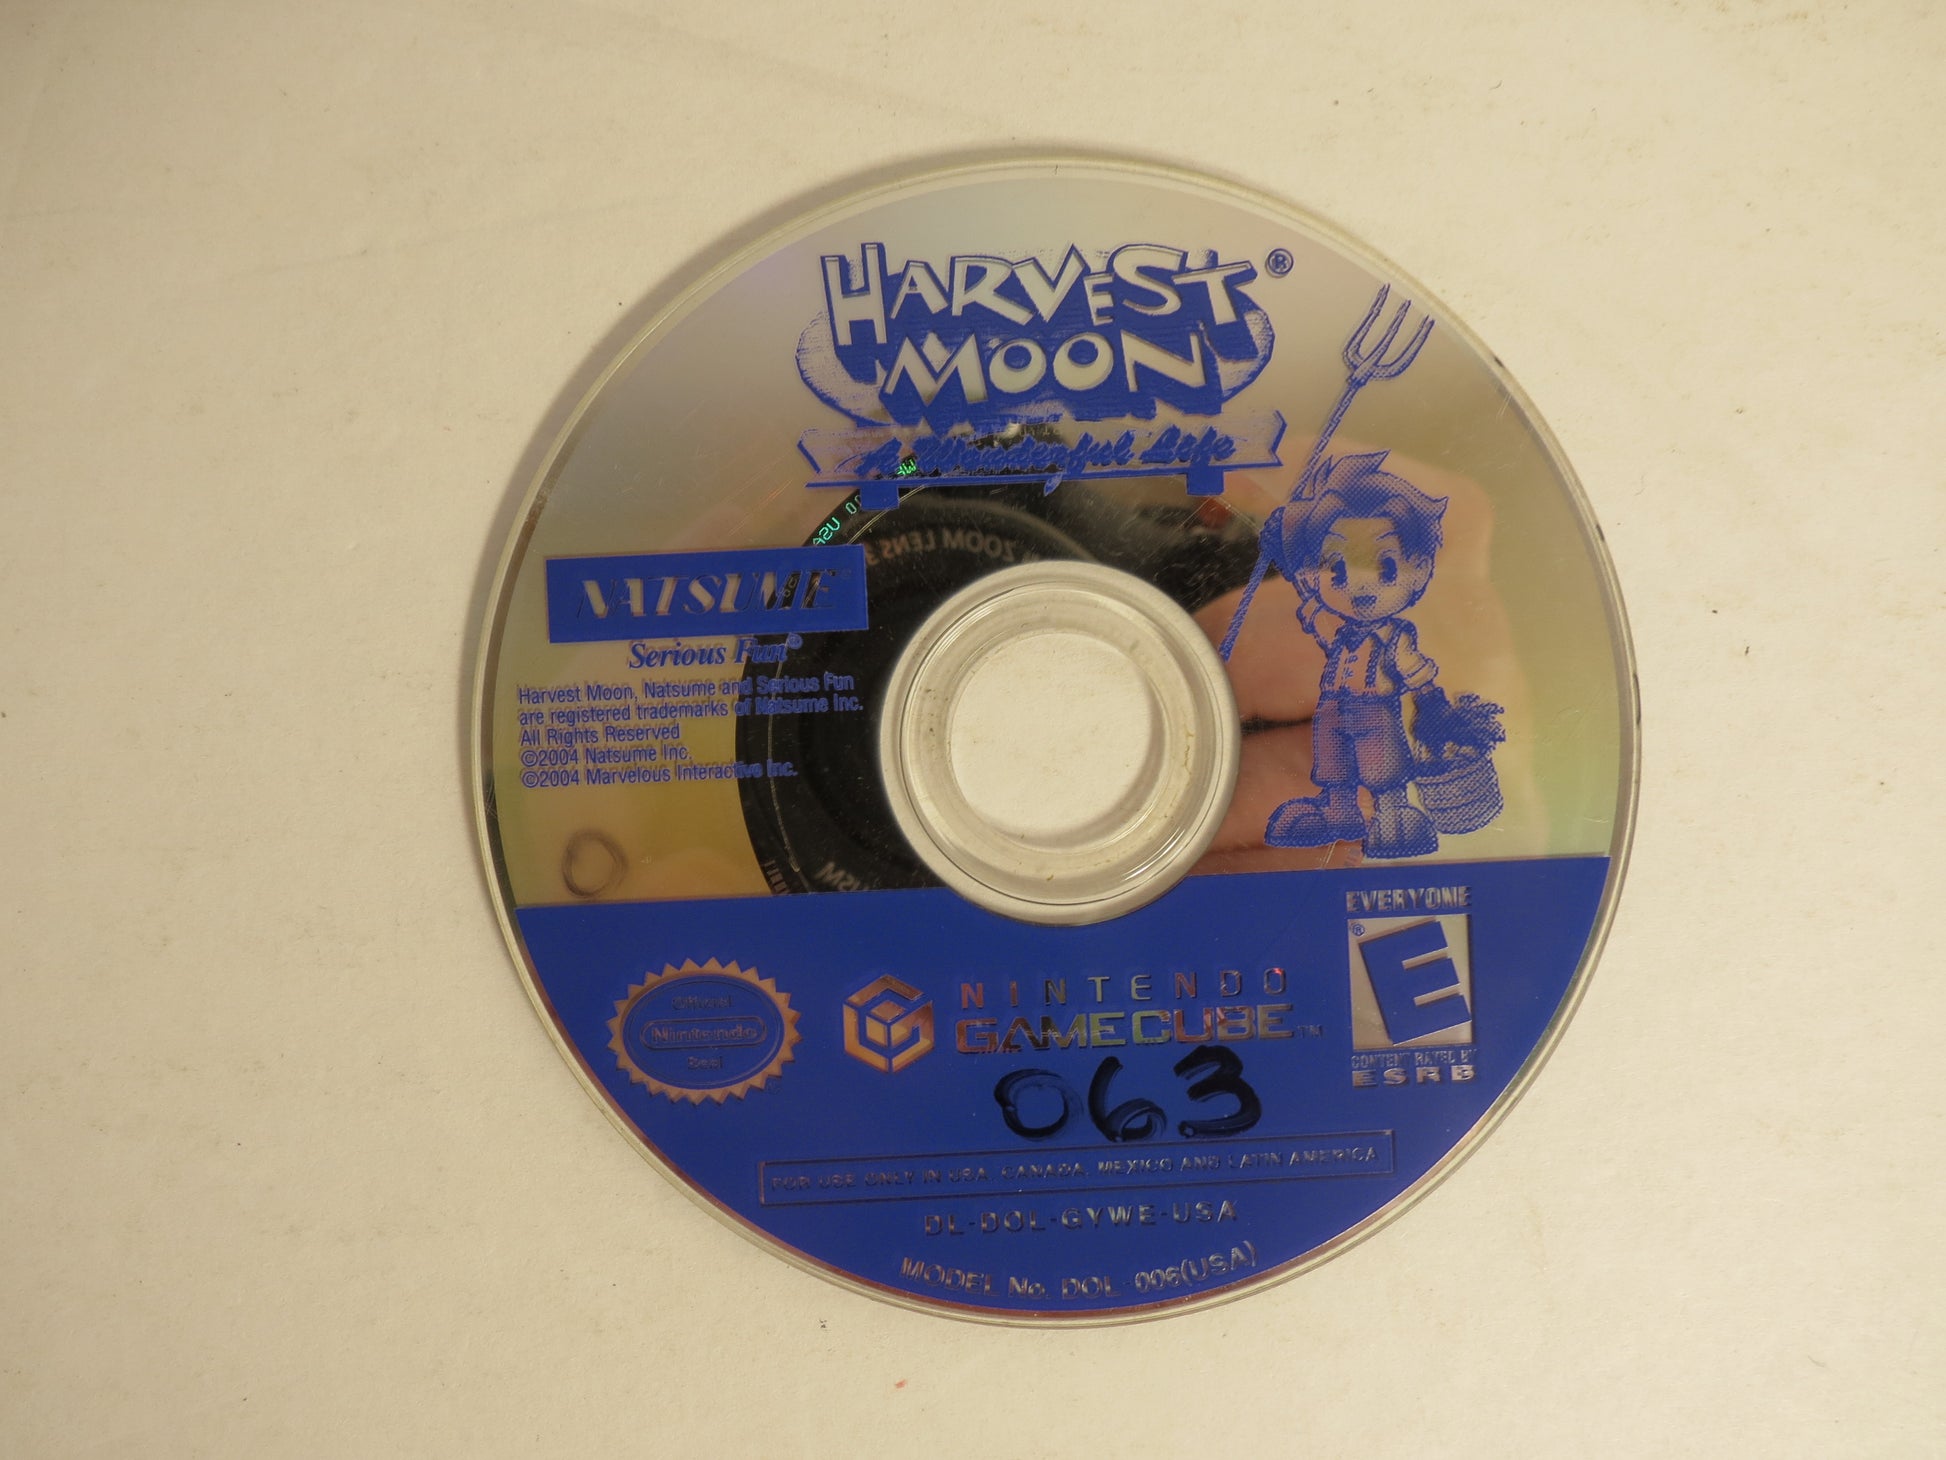 HARVEST ®
MOON
A Wonderful Life
NATSUME
Serious Fun®
Harvest Moon, Natsume and Serious Fun
are registered trademarks of Natsume Inc.
All Rights Reserved
©2004 Natsume Inc.
©2004 Marvelous Interactive Inc.
ZOOM LENS
EVERYONE
E ®
CONTENT RATED BY
ESRB
Official
Nintendo
Seal
NINTENDO
GAMECUBE™
063
FOR USE ONLY IN USA, CANADA, MEXICO AND LATIN AMERICA
DL-DOL-GYWE-USA
MODEL No. DOL-006(USA)